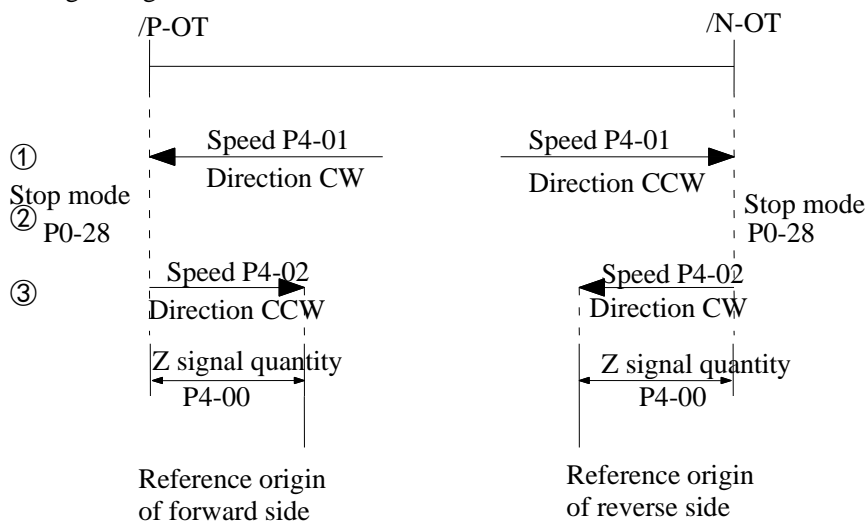 /P-OT
/N-OT
① Speed P4-01 Speed P4-01
Direction CW Direction CCW
Stop mode Stop mode
② P0-28 P0-28
③ Speed P4-02 Speed P4-02
Direction CCW Direction CW
Z signal quantity Z signal quantity
P4-00 P4-00
Reference origin
of forward side
Reference origin
of reverse side